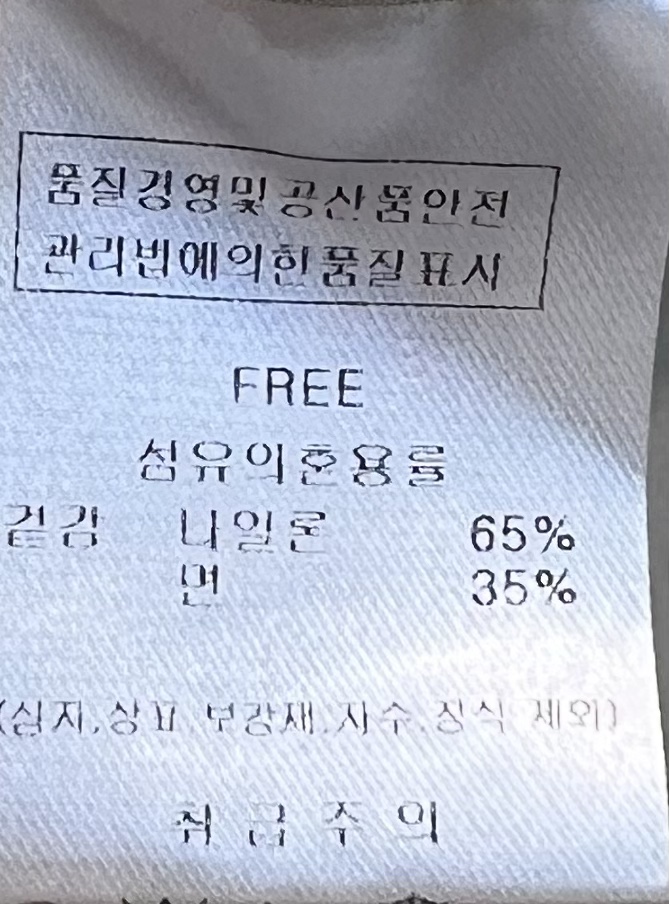 품질경영및공산품안전
관리법에의한품질표시
FREE
섬유의혼용률
겉감 나일론 65%
면 35%
(심지,상표,보강재,자수,장식 제외)
취 급 주 의